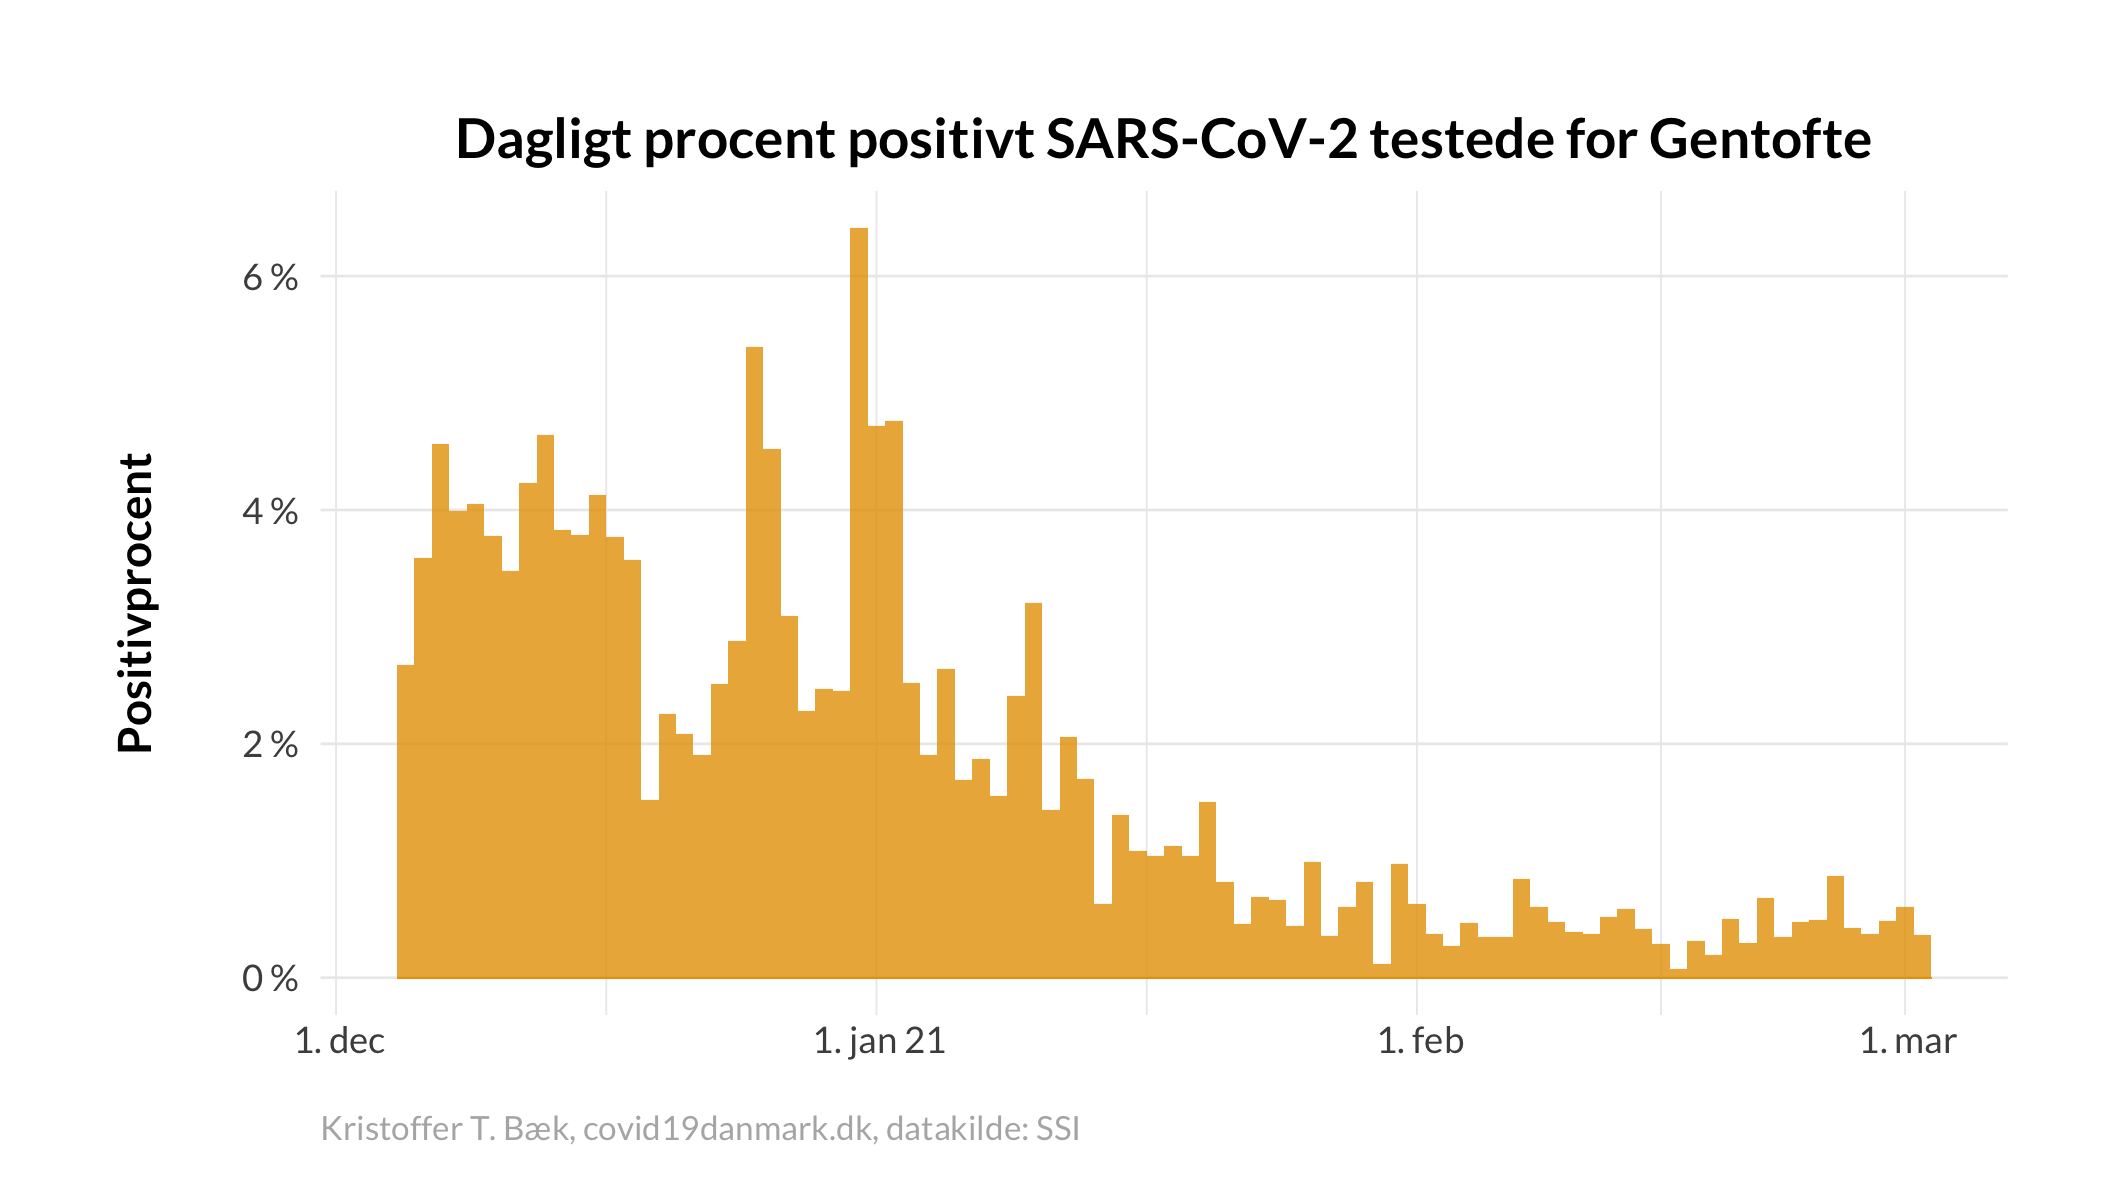 Dagligt procent positivt SARS-CoV-2 testede for Gentofte
Positivprocent
6 %
4 %
2 %
0 %
1. dec
1. jan 21
1. feb
1. mar
Kristoffer T. Bæk, covid19danmark.dk, datakilde: SSI